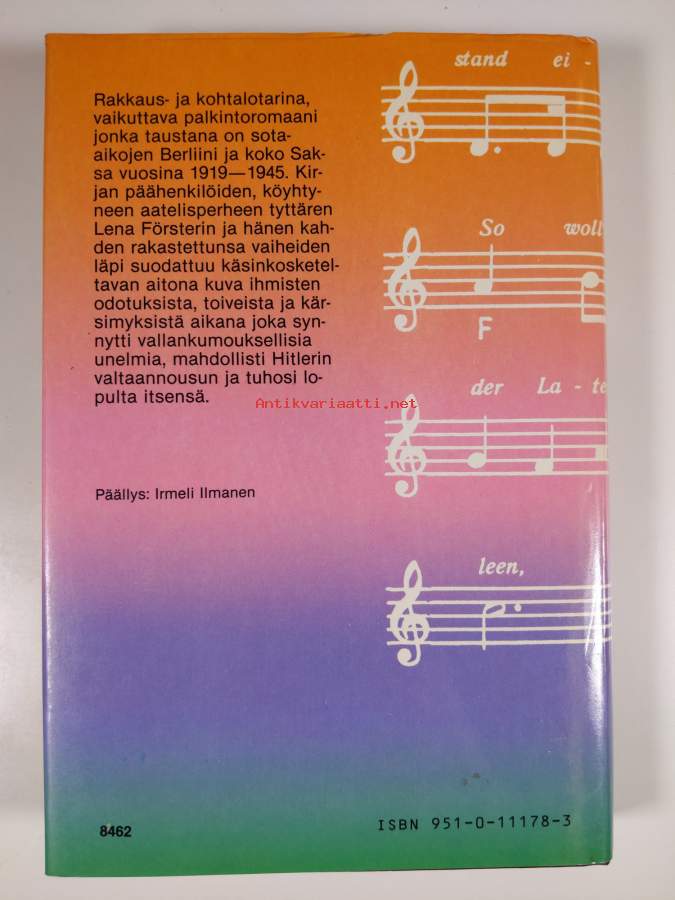 Rakkaus- ja kohtalotarina,
vaikuttava palkintoromaani
jonka taustana on sota-
aikojen Berliini ja koko Sak-
sa vuosina 1919—1945. Kir-
jan päähenkilöiden, köyhty-
neen aatelisperheen tyttären
Lena Försterin ja hänen kah-
den rakastettunsa vaiheiden
läpi suodattuu käsinkosketel-
tavan aitona kuva ihmisten
odotuksista, toiveista ja kär-
simyksistä aikana joka syn-
nytti vallankumouksellisia
unelmia, mahdollisti Hitlerin
valtaannousun ja tuhosi lo-
pulta itsensä.
Päällys: Irmeli Ilmanen
stand ei-
So woll
F
der La - te
leen,
Antikvariaatti.net
8462
ISBN 951-0-11178-3